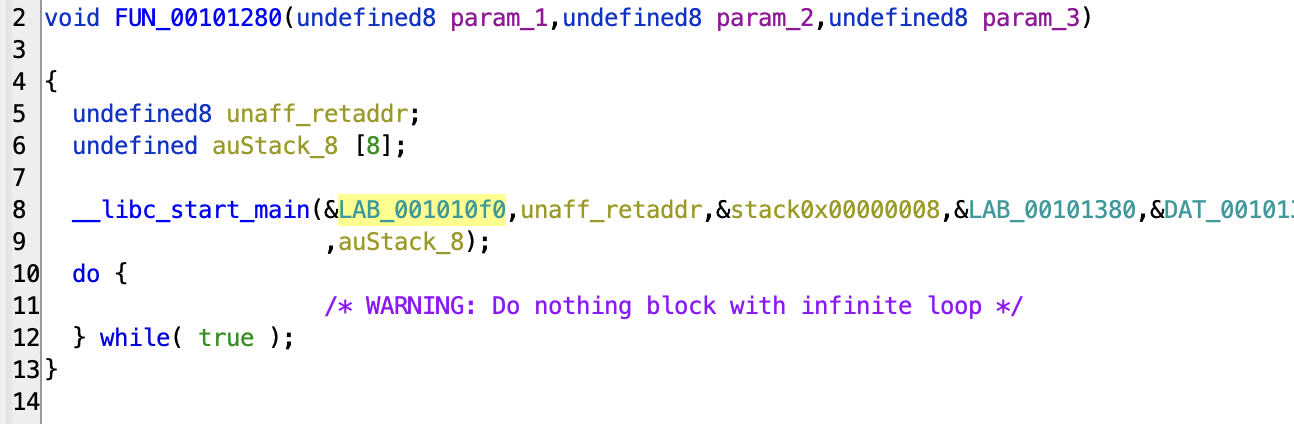 2 void FUN_00101280(undefined8 param_1,undefined8 param_2,undefined8 param_3)
3
4 {
5   undefined8 unaff_retaddr;
6   undefined auStack_8 [8];
7
8   __libc_start_main(&LAB_001010f0,unaff_retaddr,&stack0x00000008,&LAB_00101380,&DAT_001013
9                     ,auStack_8);
10   do {
11                     /* WARNING: Do nothing block with infinite loop */
12   } while( true );
13 }
14